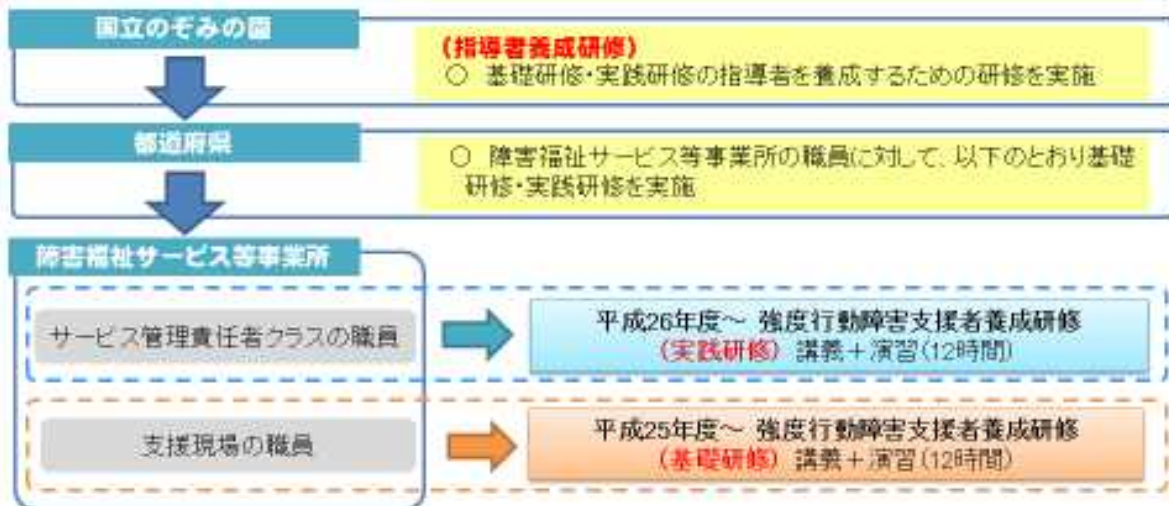 国立のぞみの園
(指導者養成研修)
○ 基礎研修・実践研修の指導者を養成するための研修を実施
都道府県
○ 障害福祉サービス等事業所の職員に対して、以下のとおり基礎
研修・実践研修を実施
障害福祉サービス等事業所
サービス管理責任者クラスの職員
平成26年度～ 強度行動障害支援者養成研修
(実践研修) 講義+演習(12時間)
支援現場の職員
平成25年度～ 強度行動障害支援者養成研修
(基礎研修) 講義+演習(12時間)